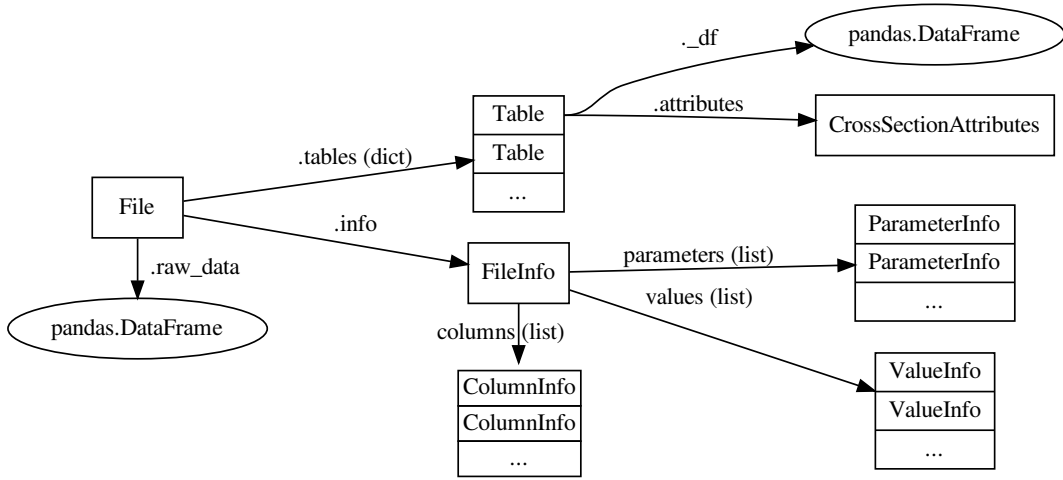 ._df
pandas.DataFrame
Table
.attributes
CrossSectionAttributes
.tables (dict)
Table
...
File
.info
ParameterInfo
parameters (list)
ParameterInfo
FileInfo
...
.raw_data
values (list)
pandas.DataFrame
columns (list)
ValueInfo
ColumnInfo
ValueInfo
ColumnInfo
...
...